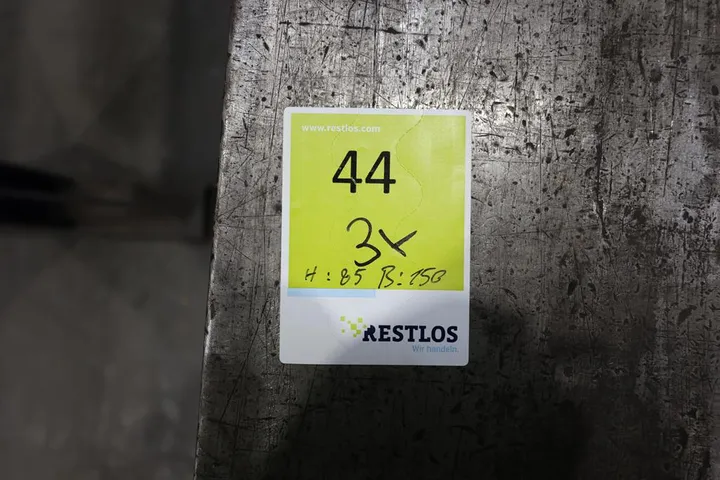 www.restlos.com
44
3x
H: 85 B: 150
RESTLOS
Wir handeln.